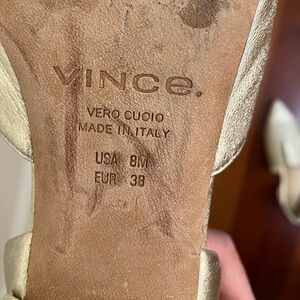 VINCe.
VERO CUOIO
MADE IN ITALY
USA 8M
EUR 38